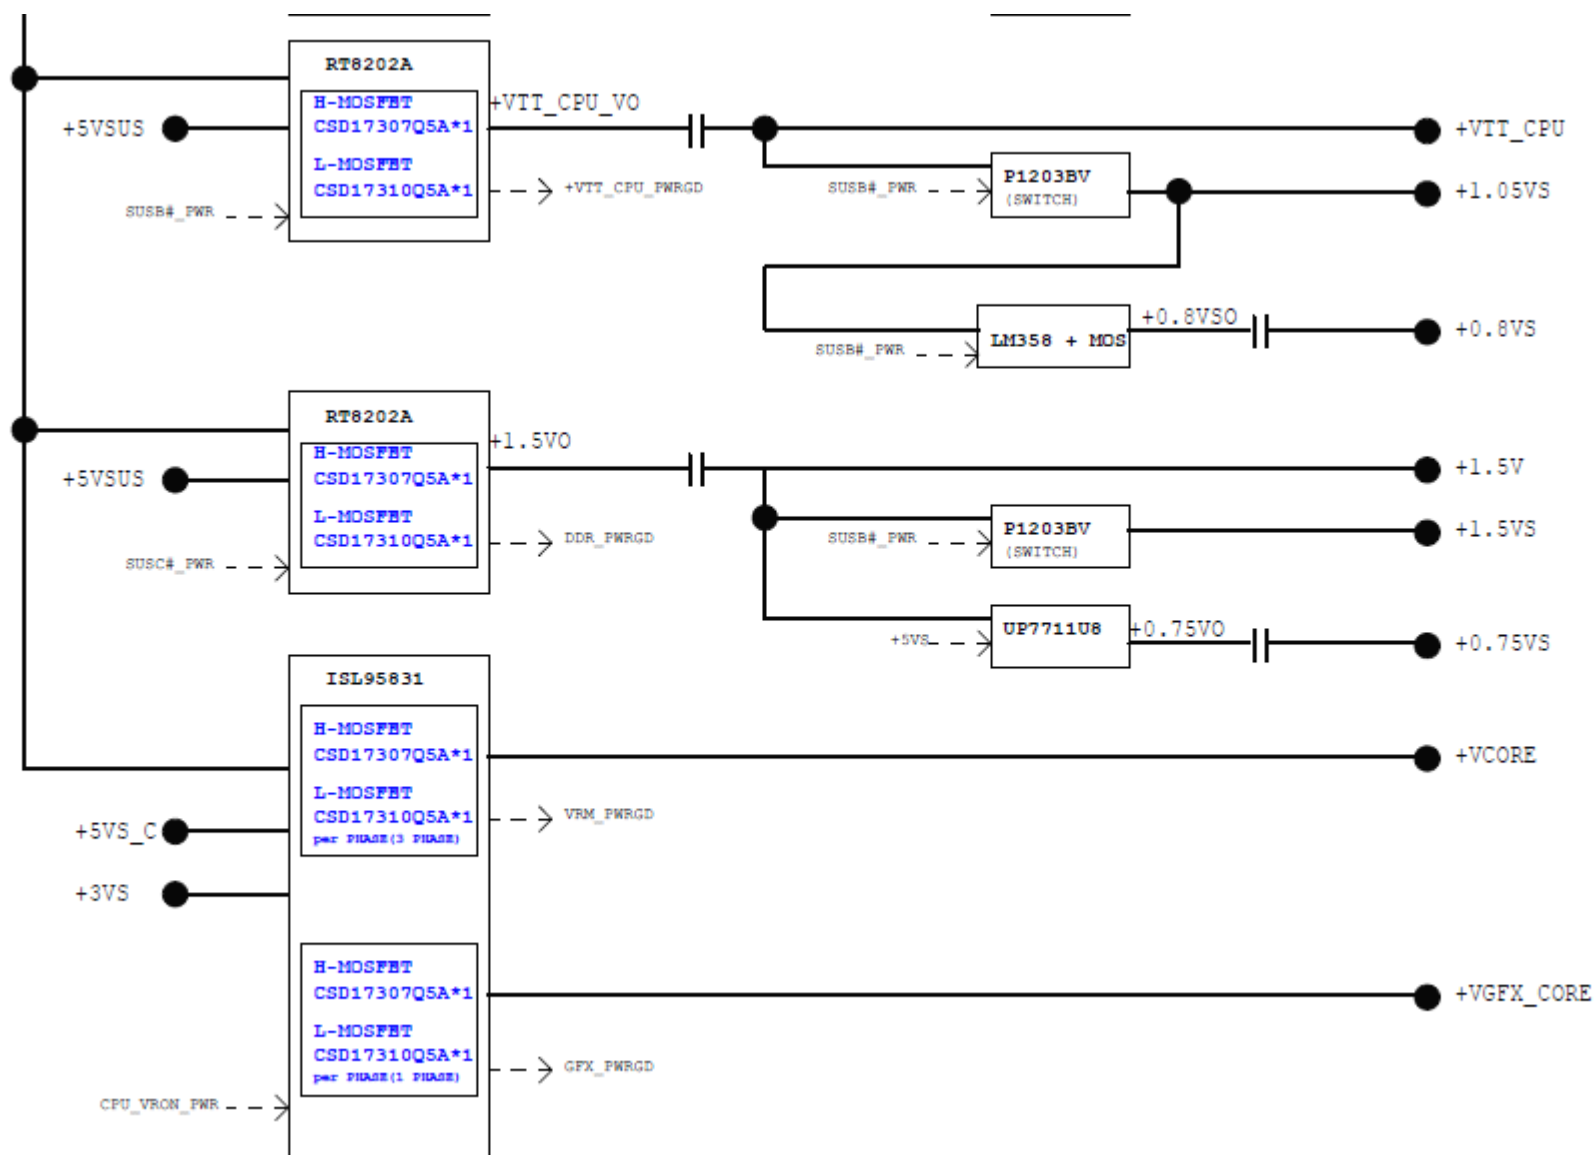 RT8202A
H-MOSFET
CSD17307Q5A*1
L-MOSFET
CSD17310Q5A*1
+5VSUS
SUSB#_PWR
+VTT_CPU_VO
+VTT_CPU_PWRGD
SUSB#_PWR
P1203BV
(SWITCH)
+VTT_CPU
+1.05VS
SUSB#_PWR
LM358 + MOS
+0.8VSO
+0.8VS
RT8202A
H-MOSFET
CSD17307Q5A*1
L-MOSFET
CSD17310Q5A*1
+5VSUS
SUSC#_PWR
+1.5VO
DDR_PWRGD
+1.5V
SUSB#_PWR
P1203BV
(SWITCH)
+1.5VS
+5VS
UP7711U8
+0.75VO
+0.75VS
ISL95831
H-MOSFET
CSD17307Q5A*1
L-MOSFET
CSD17310Q5A*1
per PHASE(3 PHASE)
+VCORE
VRM_PWRGD
+5VS_C
+3VS
H-MOSFET
CSD17307Q5A*1
L-MOSFET
CSD17310Q5A*1
per PHASE(1 PHASE)
+VGFX_CORE
GFX_PWRGD
CPU_VRON_PWR